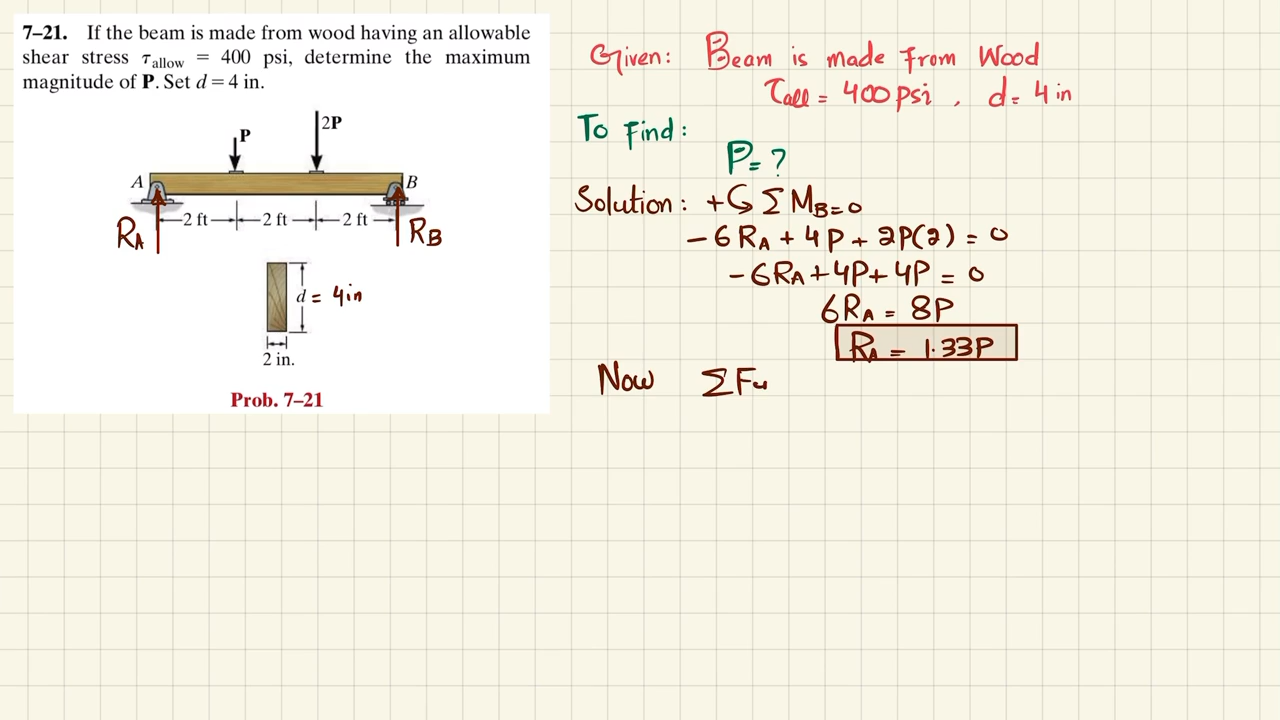 7–21. If the beam is made from wood having an allowable
shear stress τallow = 400 psi, determine the maximum
magnitude of P. Set d = 4 in.
P
2P
A
B
2 ft
2 ft
2 ft
RA
RB
d = 4in
2 in.
Prob. 7–21
Given: Beam is made from Wood
τall = 400 psi , d= 4 in
To Find:
P= ?
Solution: +↺ ΣMB=0
-6RA + 4P + 2P(2) = 0
-6RA + 4P + 4P = 0
6RA = 8P
RA = 1.33P
Now ΣFy